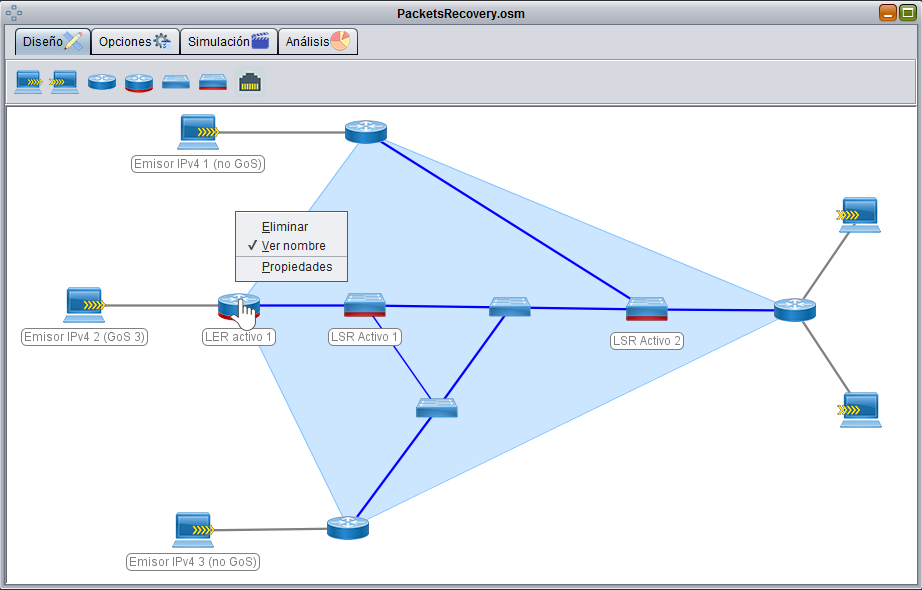 PacketsRecovery.osm
Diseño Opciones Simulación Análisis
Emisor IPv4 1 (no GoS)
Eliminar
Ver nombre
Propiedades
Emisor IPv4 2 (GoS 3)
LER activo 1
LSR Activo 1
LSR Activo 2
Emisor IPv4 3 (no GoS)